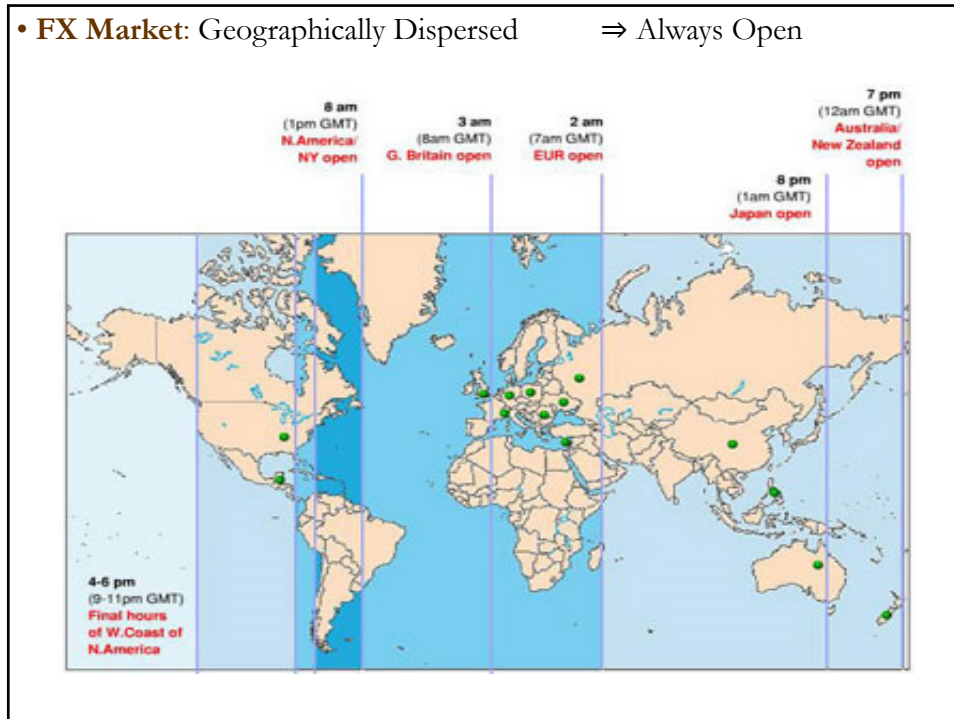 • FX Market: Geographically Dispersed ⇒ Always Open
8 am
(1pm GMT)
N.America/
NY open
3 am
(8am GMT)
G. Britain open
2 am
(7am GMT)
EUR open
7 pm
(12am GMT)
Australia/
New Zealand
open
8 pm
(1am GMT)
Japan open
4-6 pm
(9-11pm GMT)
Final hours
of W.Coast of
N.America